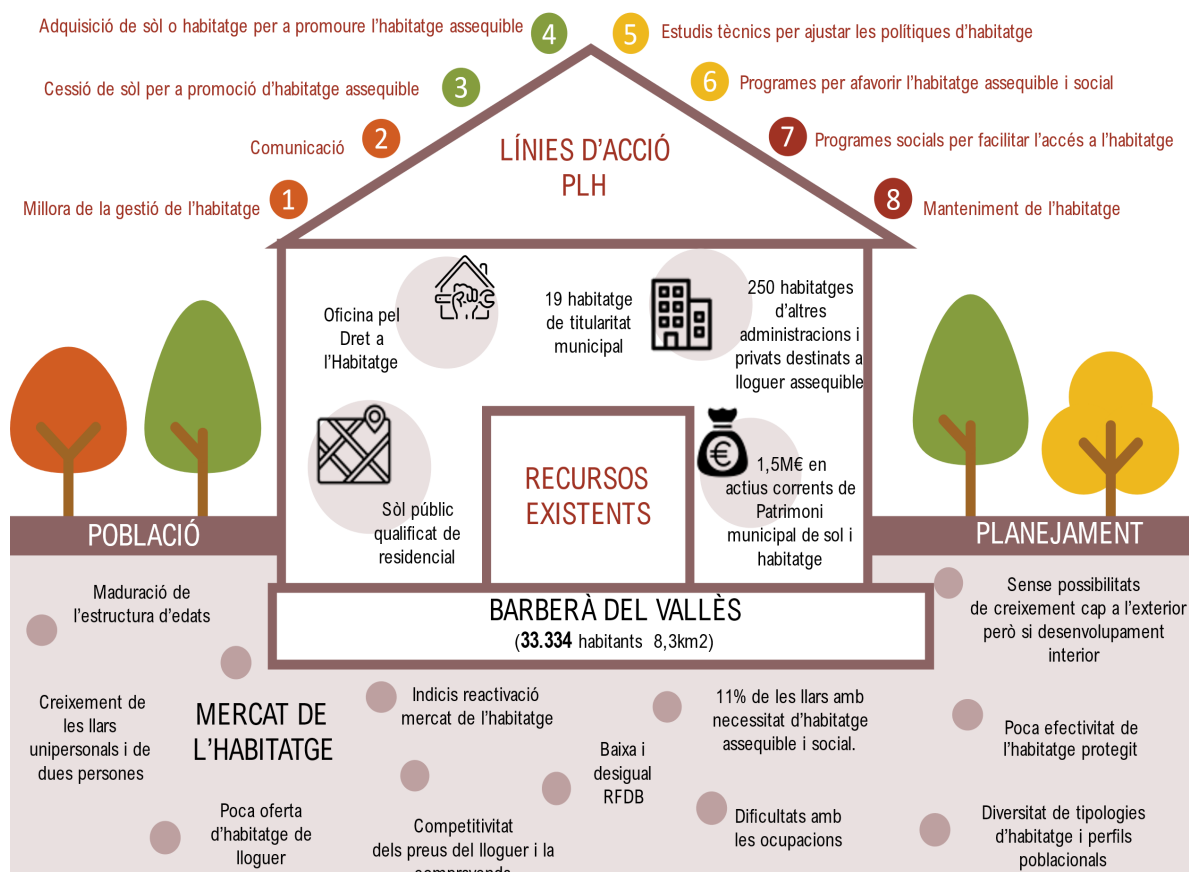 Adquisició de sòl o habitatge per a promoure l'habitatge assequible
4
5
Estudis tècnics per ajustar les polítiques d'habitatge
Cessió de sòl per a promoció d'habitatge assequible
3
6
Programes per afavorir l'habitatge assequible i social
Comunicació
2
7
Programes socials per facilitar l'accés a l'habitatge
Millora de la gestió de l'habitatge
1
8
Manteniment de l'habitatge
LÍNIES D'ACCIÓ
PLH
Oficina pel
Dret a
l'Habitatge
19 habitatge
de titularitat
municipal
250 habitatges
d'altres
administracions i
privats destinats a
lloguer assequible
Sòl públic
qualificat de
residencial
RECURSOS
EXISTENTS
1,5M€ en
actius corrents de
Patrimoni
municipal de sol i
habitatge
POBLACIÓ
PLANEJAMENT
BARBERÀ DEL VALLÈS
(33.334 habitants 8,3km2)
Maduració de
l'estructura d'edats
Creixement de
les llars
unipersonals i de
dues persones
MERCAT DE
L'HABITATGE
Poca oferta
d'habitatge de
lloguer
Indicis reactivació
mercat de l'habitatge
Competitivitat
dels preus del lloguer i la
Baixa i
desigual
RFDB
11% de les llars amb
necessitat d'habitatge
assequible i social.
Dificultats amb
les ocupacions
Sense possibilitats
de creixement cap a l'exterior
però si desenvolupament
interior
Poca efectivitat de
l'habitatge protegit
Diversitat de tipologies
d'habitatge i perfils
poblacionals